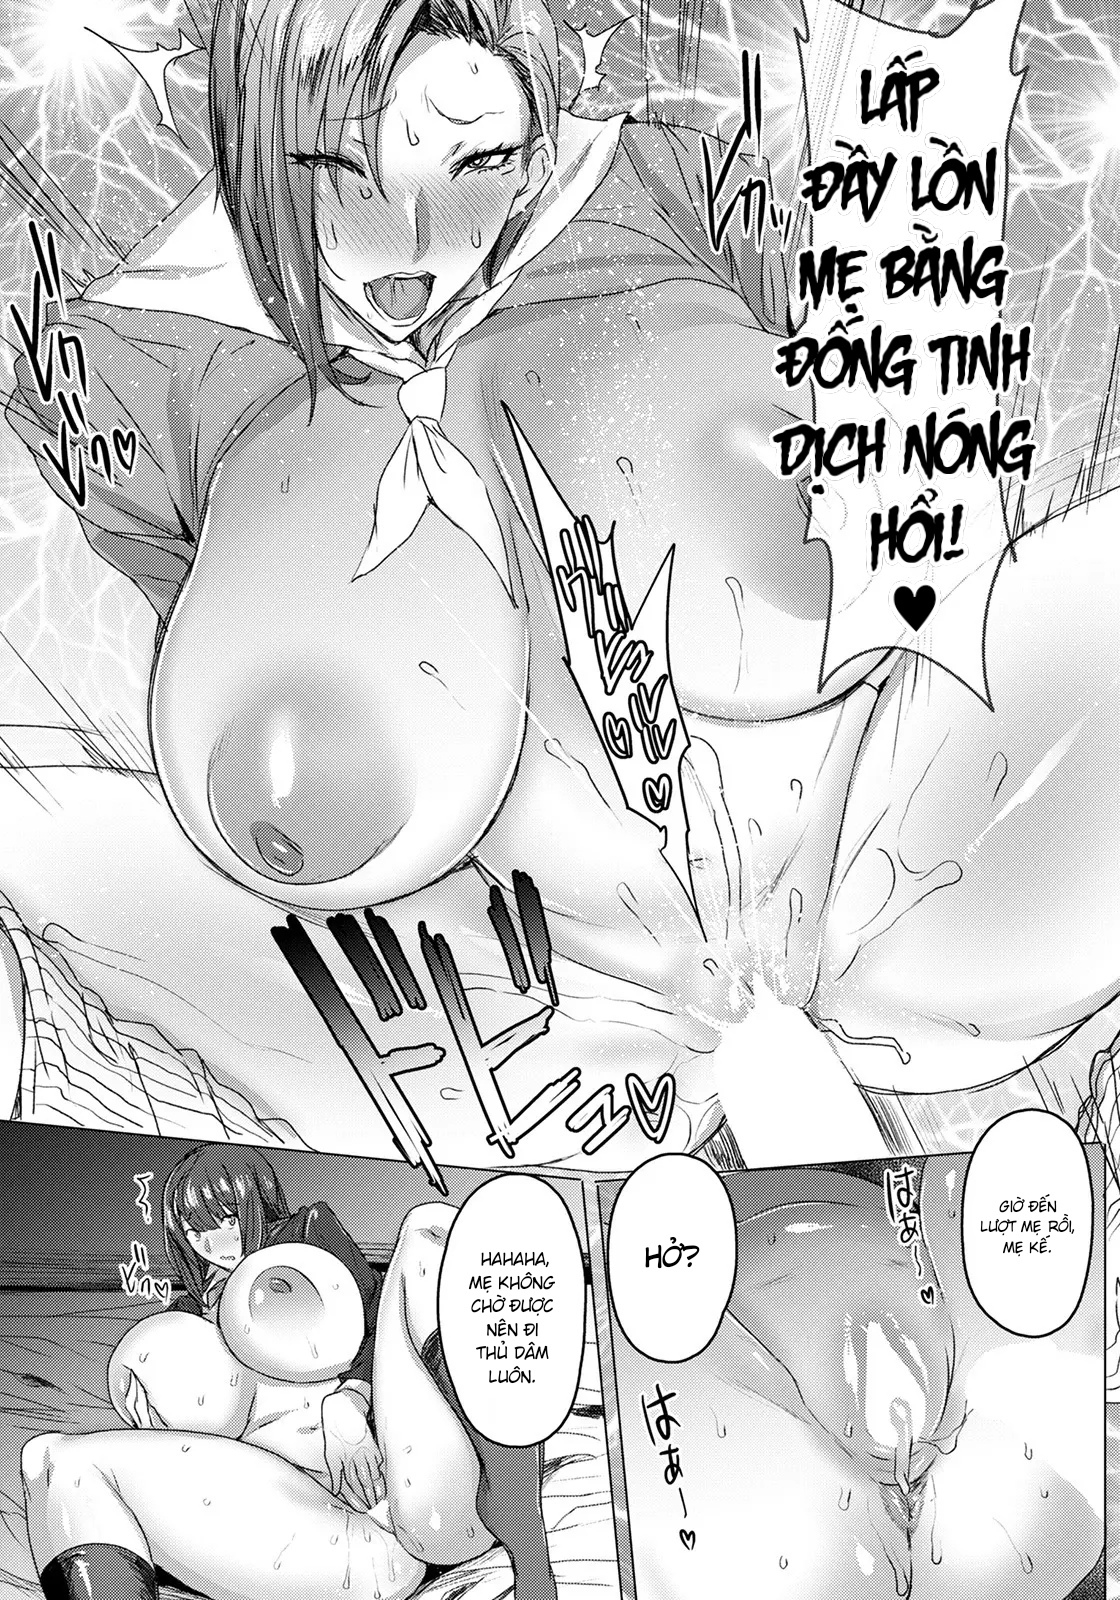 LẤP
ĐẦY LỒN
MẸ BẰNG
ĐỐNG TINH
DỊCH NÓNG
HỔI!
♥
GIỜ ĐẾN
LƯỢT MẸ RỒI,
MẸ KẾ.
はぁ〜♡
HỞ?
はぁ〜♡
HAHAHA,
MẸ KHÔNG
CHỜ ĐƯỢC
NÊN ĐI
THỦ DÂM
LUÔN.